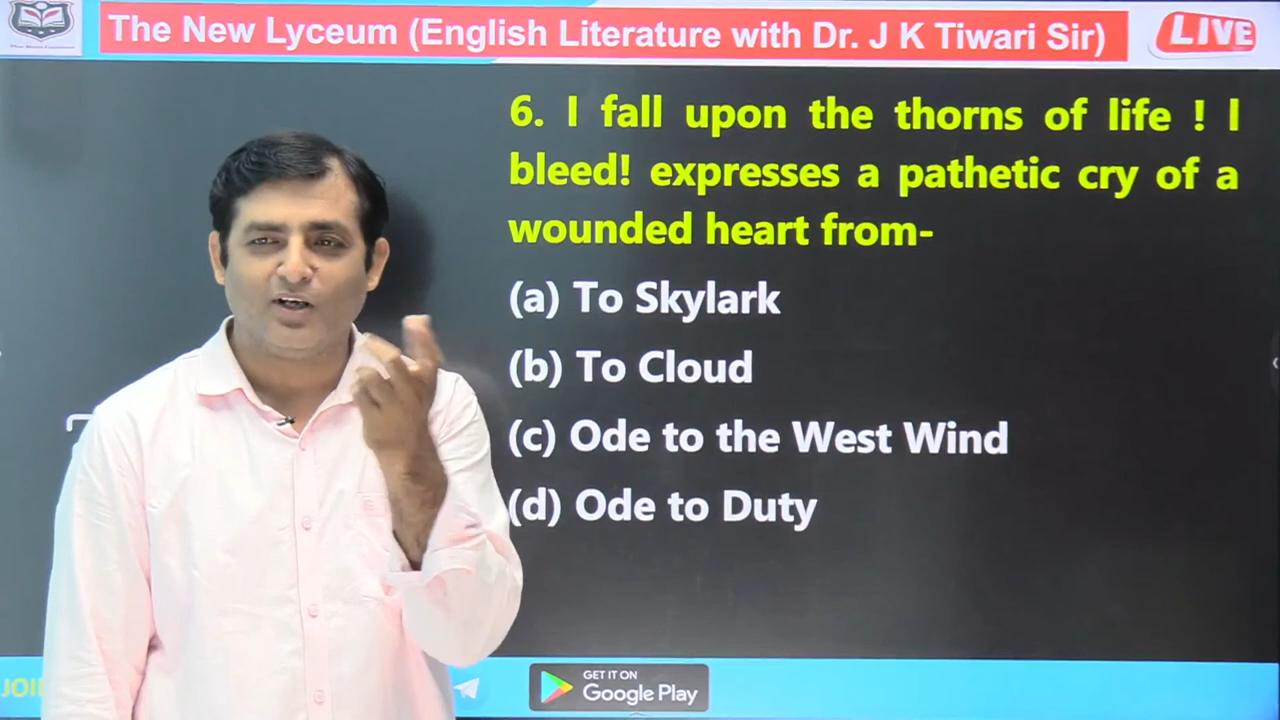 The New Lyceum (English Literature with Dr. J K Tiwari Sir)
LIVE
6. I fall upon the thorns of life ! I
bleed! expresses a pathetic cry of a
wounded heart from-
(a) To Skylark
(b) To Cloud
(c) Ode to the West Wind
(d) Ode to Duty
GET IT ON
Google Play